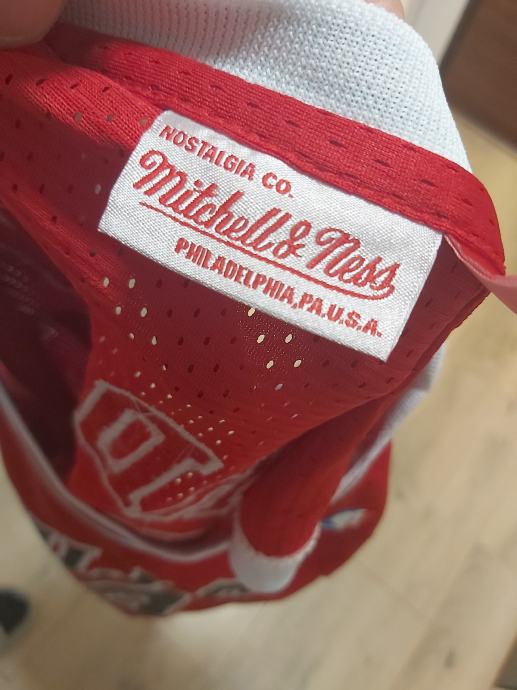 NOSTALGIA CO.
Mitchell & Ness
PHILADELPHIA, PA. U.S.A.